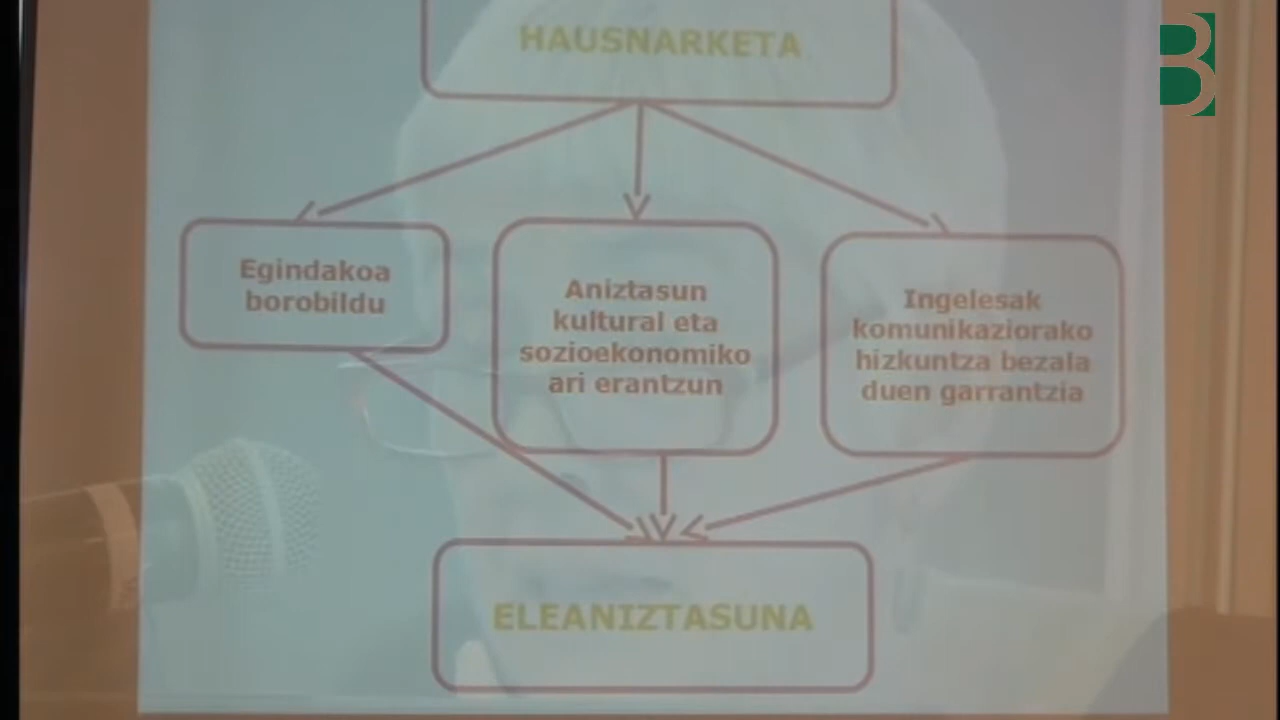 B
HAUSNARKETA
Egindakoa
borobildu
Aniztasun
kultural eta
sozioekonomiko
ari erantzun
Ingelesak
komunikaziorako
hizkuntza bezala
duen garrantzia
ELEANIZTASUNA